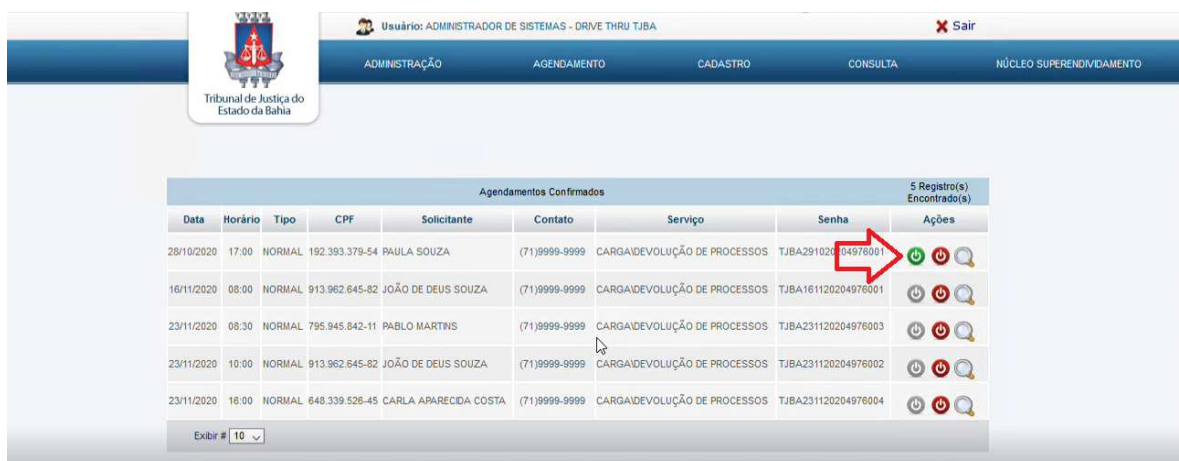 Usuário: ADMINISTRADOR DE SISTEMAS - DRIVE THRU TJBA
Sair
ADMINISTRAÇÃO AGENDAMENTO CADASTRO CONSULTA NÚCLEO SUPERENDIVIDAMENTO
Tribunal de Justiça do
Estado da Bahia
Agendamentos Confirmados
5 Registro(s)
Encontrado(s)
Data Horário Tipo CPF Solicitante Contato Serviço Senha Ações
28/10/2020 17:00 NORMAL 192.393.379-54 PAULA SOUZA (71)9999-9999 CARGA\DEVOLUÇÃO DE PROCESSOS TJBA291020204976001
16/11/2020 08:00 NORMAL 913.962.645-82 JOÃO DE DEUS SOUZA (71)9999-9999 CARGA\DEVOLUÇÃO DE PROCESSOS TJBA161120204976001
23/11/2020 08:30 NORMAL 795.945.842-11 PABLO MARTINS (71)9999-9999 CARGA\DEVOLUÇÃO DE PROCESSOS TJBA231120204976003
23/11/2020 10:00 NORMAL 913.962.645-82 JOÃO DE DEUS SOUZA (71)9999-9999 CARGA\DEVOLUÇÃO DE PROCESSOS TJBA231120204976002
23/11/2020 16:00 NORMAL 648.339.526-45 CARLA APARECIDA COSTA (71)9999-9999 CARGA\DEVOLUÇÃO DE PROCESSOS TJBA231120204976004
Exibir # 10